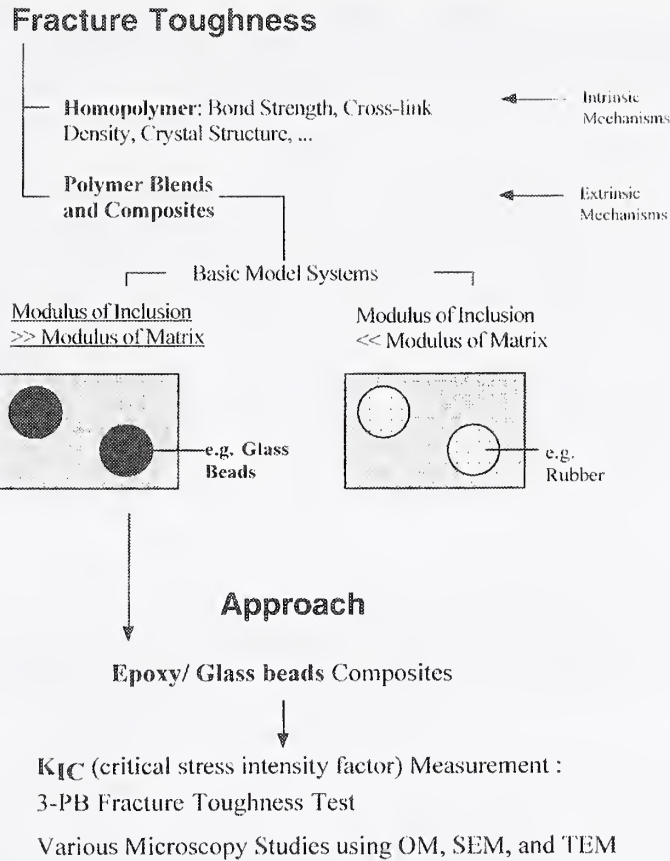 Fracture Toughness
Homopolymer: Bond Strength, Cross-link
Density, Crystal Structure, ...
Intrinsic
Mechanisms
Polymer Blends
and Composites
Extrinsic
Mechanisms
Basic Model Systems
Modulus of Inclusion
>> Modulus of Matrix
Modulus of Inclusion
<< Modulus of Matrix
e.g. Glass
Beads
e.g.
Rubber
Approach
Epoxy/ Glass beads Composites
KIC (critical stress intensity factor) Measurement :
3-PB Fracture Toughness Test
Various Microscopy Studies using OM, SEM, and TEM